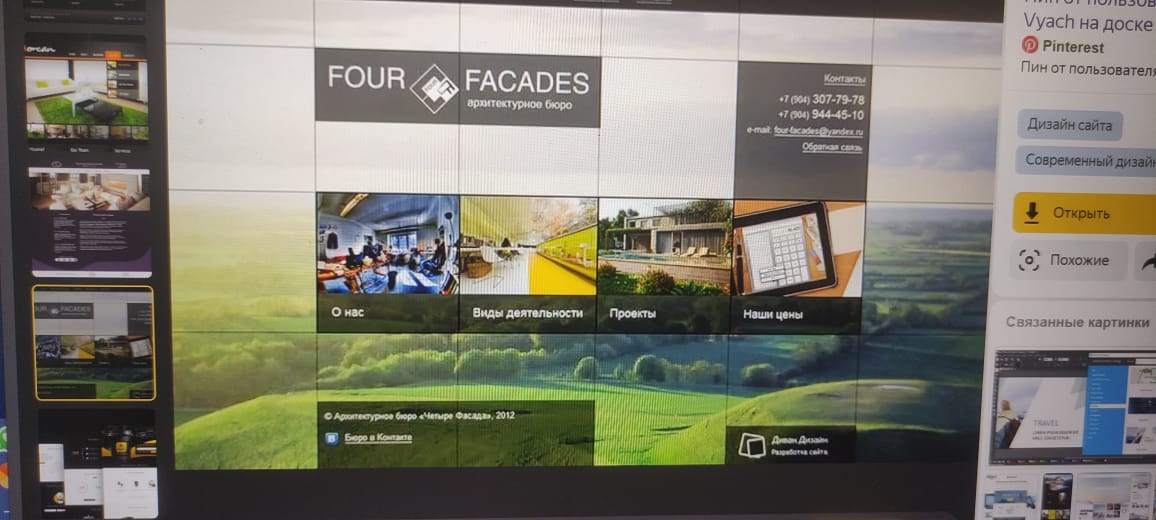 Vyach на доске
Pinterest
Пин от пользователя
Дизайн сайта
Современный дизайн
Открыть
Похожие
Связанные картинки
FOUR FACADES
архитектурное бюро
Контакты
+7 (904) 307-79-78
+7 (904) 944-45-10
e-mail: four-facades@yandex.ru
Обратная связь
О нас
Виды деятельности
Проекты
Наши цены
© Архитектурное бюро «Четыре Фасада», 2012
Бюро в Контакте
Диван Дизайн
Разработка сайта
TRAVEL